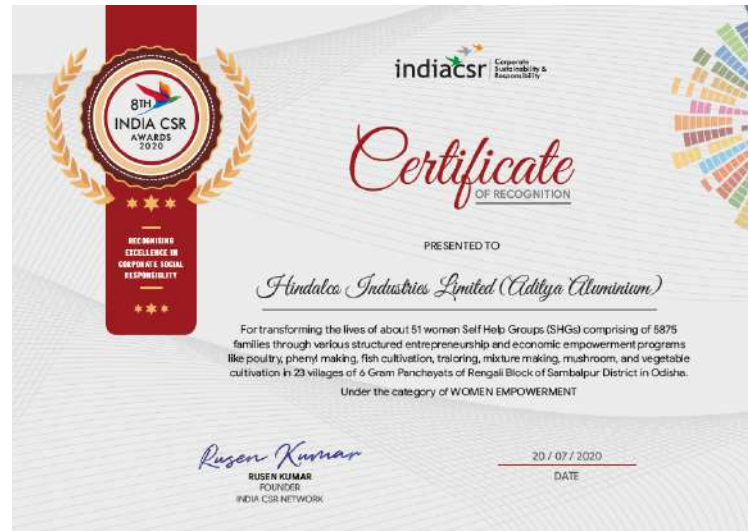 8TH
INDIA CSR
AWARDS
2020
RECOGNISING
EXCELLENCE IN
CORPORATE SOCIAL
RESPONSIBLITY
indiacsr
Corporate
Sustainability &
Responsibility
Certificate
OF RECOGNITION
PRESENTED TO
Hindalco Industries Limited (Aditya Aluminium)
For transforming the lives of about 51 women Self Help Groups (SHGs) comprising of 5875
families through various structured entrepreneurship and economic empowerment programs
like poultry, phenyl making, fish cultivation, traloring, mixture making, mushroom, and vegetable
cultivation in 23 villages of 6 Gram Panchayats of Rengali Block of Sambalpur District in Odisha.
Under the category of WOMEN EMPOWERMENT
Rusen Kumar
RUSEN KUMAR
FOUNDER
INDIA CSR NETWORK
20 / 07 / 2020
DATE